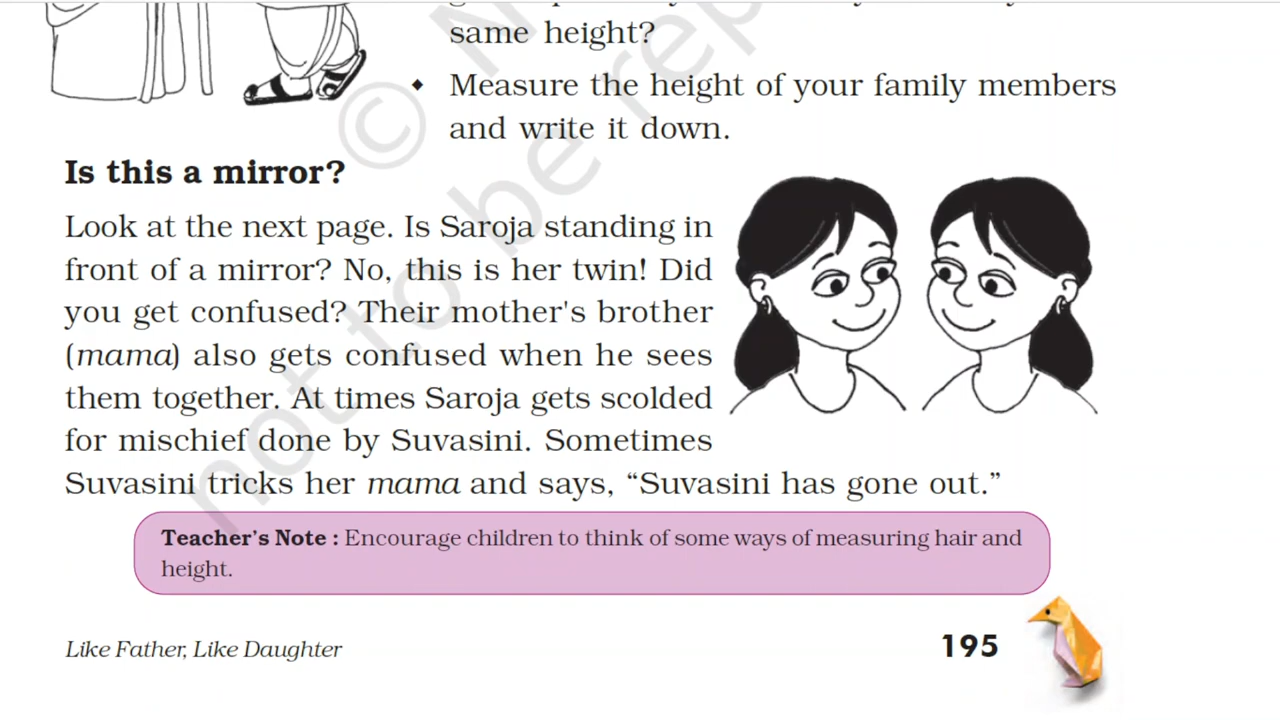 same height?
◆ Measure the height of your family members
and write it down.
Is this a mirror?
Look at the next page. Is Saroja standing in
front of a mirror? No, this is her twin! Did
you get confused? Their mother's brother
(mama) also gets confused when he sees
them together. At times Saroja gets scolded
for mischief done by Suvasini. Sometimes
Suvasini tricks her mama and says, “Suvasini has gone out.”
Teacher’s Note : Encourage children to think of some ways of measuring hair and
height.
Like Father, Like Daughter
195
© N
not to be rep